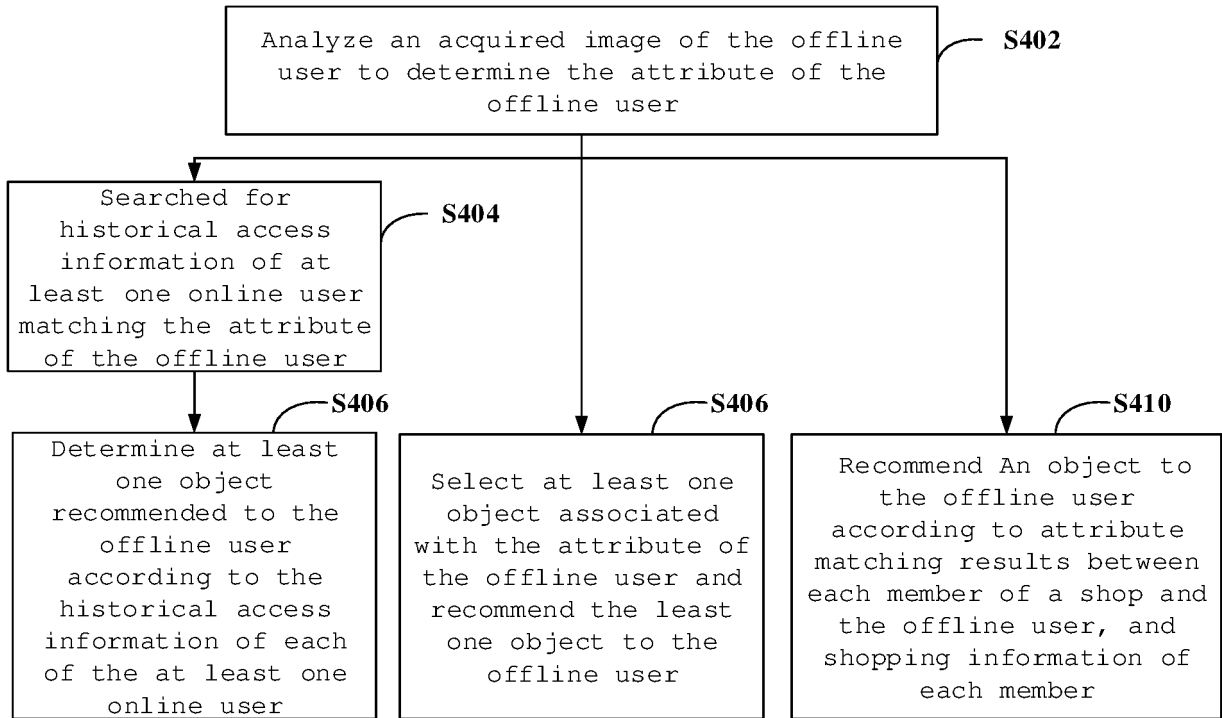 Analyze an acquired image of the offline
user to determine the attribute of the
offline user
S402
Searched for
historical access
information of at
least one online user
matching the attribute
of the offline user
S404
Determine at least
one object
recommended to the
offline user
according to the
historical access
information of each
of the at least one
online user
S406
Select at least one
object associated
with the attribute of
the offline user and
recommend the least
one object to the
offline user
S406
Recommend An object to
the offline user
according to attribute
matching results between
each member of a shop and
the offline user, and
shopping information of
each member
S410